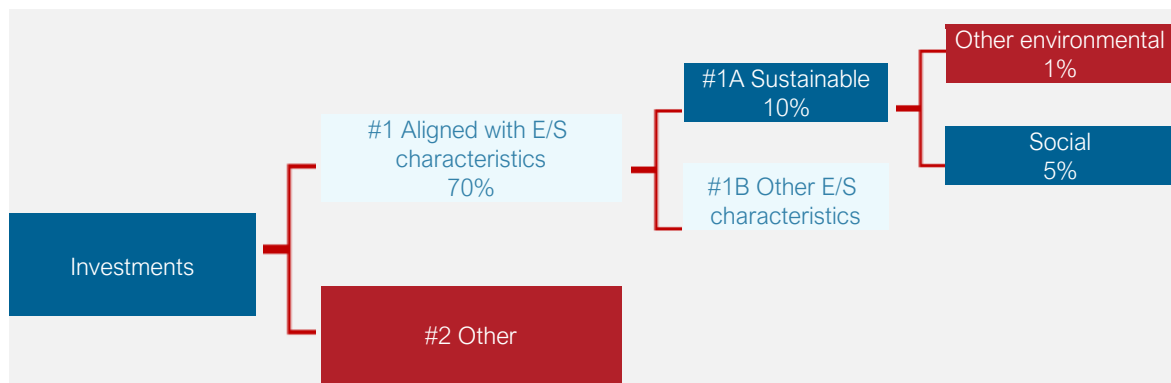 Other environmental
1%
#1A Sustainable
10%
#1 Aligned with E/S
characteristics
70%
Social
5%
#1B Other E/S
characteristics
Investments
#2 Other